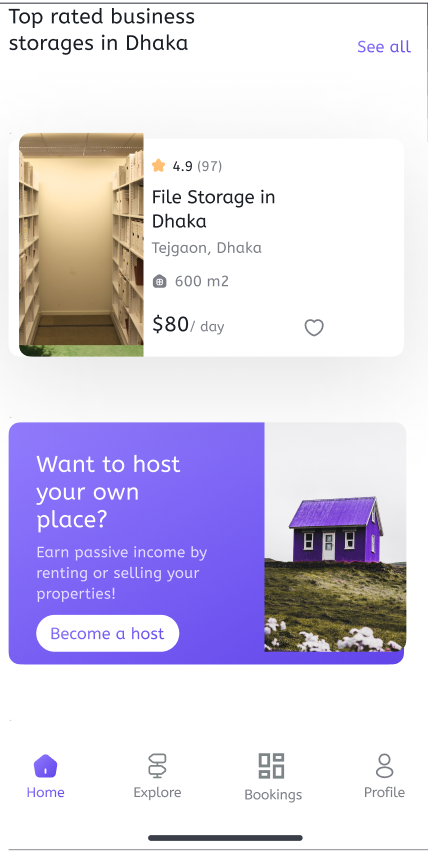 Top rated business
storages in Dhaka
See all
4.9 (97)
File Storage in
Dhaka
Tejgaon, Dhaka
600 m2
$80/ day
Want to host
your own
place?
Earn passive income by
renting or selling your
properties!
Become a host
Home
Explore
Bookings
Profile